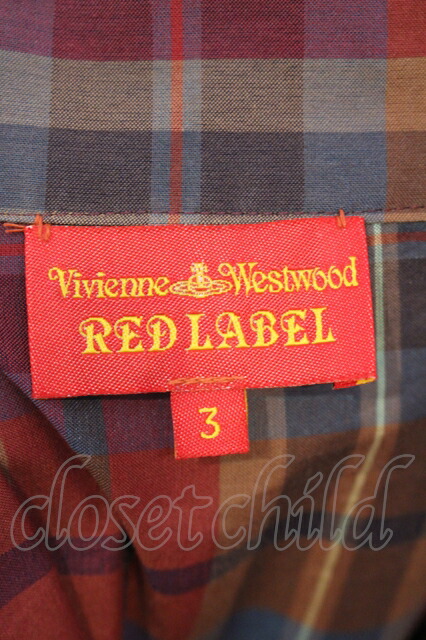 Vivienne Westwood
RED LABEL
3
closet child